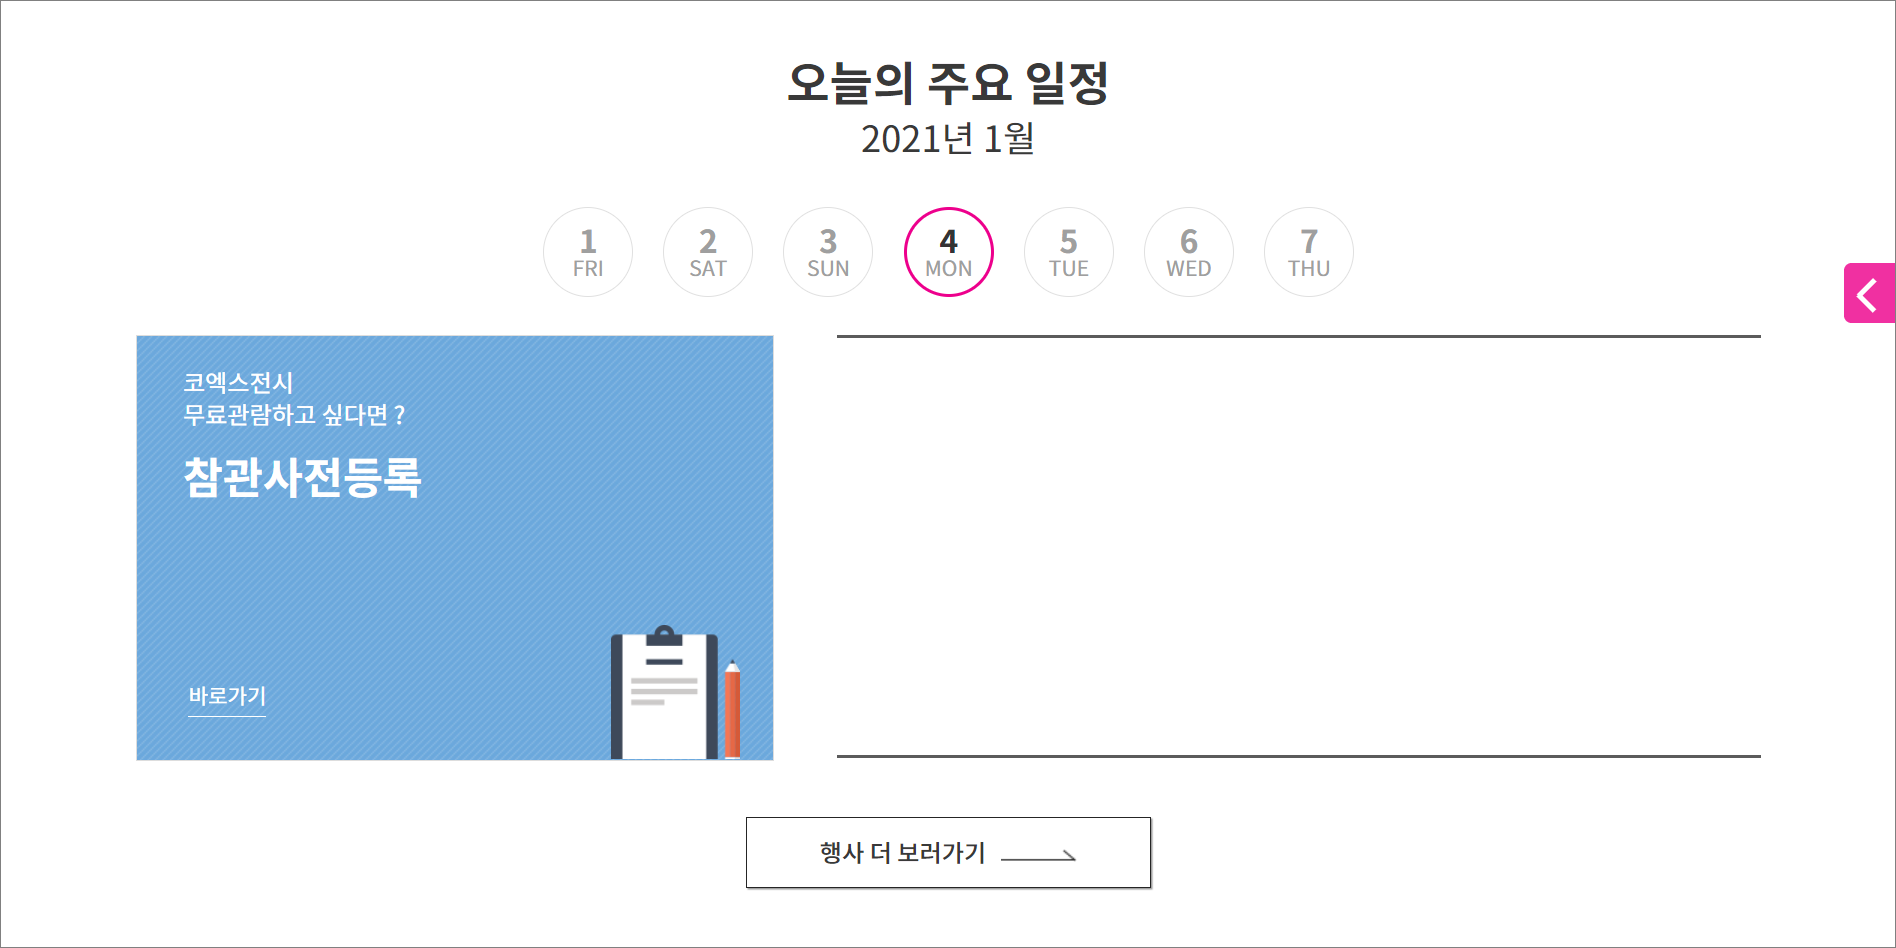 오늘의 주요 일정
2021년 1월
1 2 3 4 5 6 7
FRI SAT SUN MON TUE WED THU
코엑스전시
무료관람하고 싶다면 ?
참관사전등록
바로가기
행사 더 보러가기